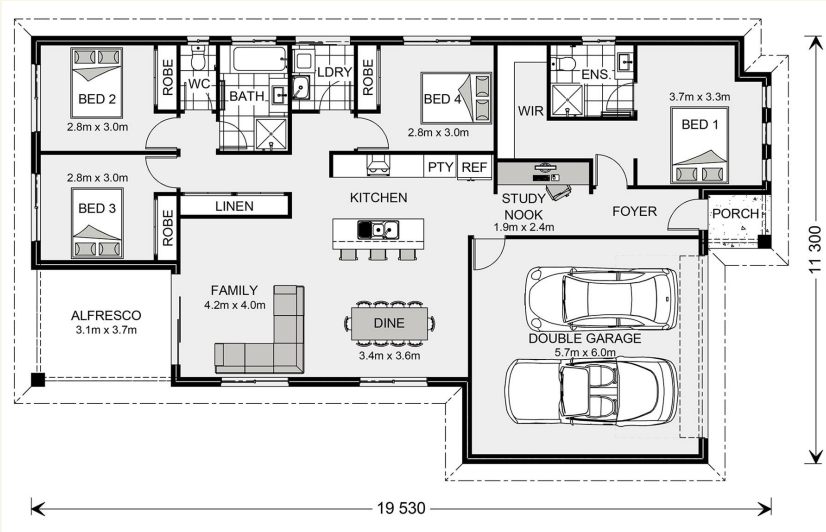 BED 2
2.8m x 3.0m
ROBE
WC
BATH
LDRY
ROBE
BED 4
2.8m x 3.0m
WIR
ENS.
3.7m x 3.3m
BED 1
2.8m x 3.0m
BED 3
ROBE
LINEN
KITCHEN
PTY
REF
STUDY
NOOK
1.9m x 2.4m
FOYER
PORCH
ALFRESCO
3.1m x 3.7m
FAMILY
4.2m x 4.0m
DINE
3.4m x 3.6m
DOUBLE GARAGE
5.7m x 6.0m
11 300
19 530